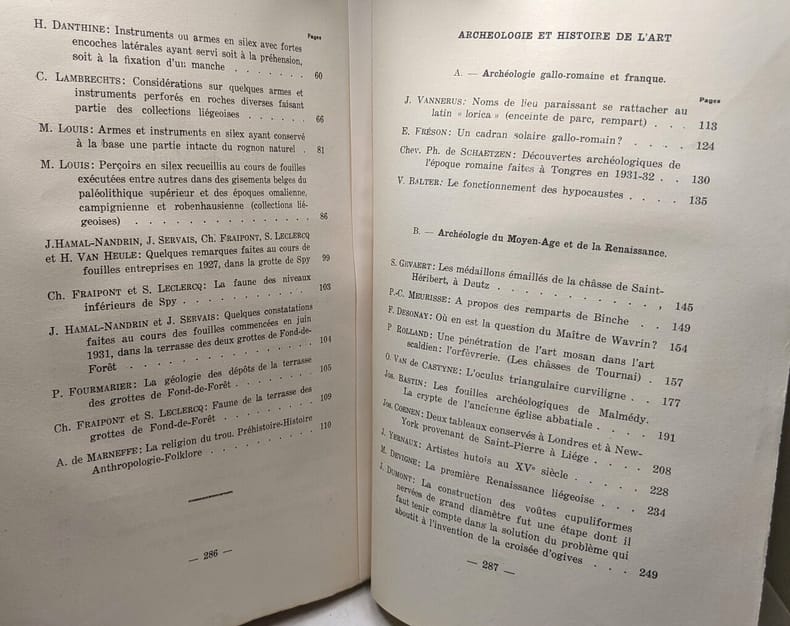 Pages
H. DANTHINE: Instruments ou armes en silex avec fortes
encoches latérales ayant servi soit à la préhension,
soit à la fixation d'un manche . . . . . . . 60
C. LAMBRECHTS: Considérations sur quelques armes et
instruments perforés en roches diverses faisant
partie des collections liégeoises . . . . . . 66
M. LOUIS: Armes et instruments en silex ayant conservé
à la base une partie intacte du rognon naturel . 81
M. LOUIS: Perçoirs en silex recueillis au cours de fouilles
exécutées entre autres dans des gisements belges du
paléolithique supérieur et des époques omalienne,
campignienne et robenhausienne (collections lié-
geoises) . . . . . . . . . . . . . . 86
J.HAMAL-NANDRIN, J. SERVAIS, Ch. FRAIPONT, S. LECLERCQ
et H. VAN HEULE: Quelques remarques faites au cours de
fouilles entreprises en 1927, dans la grotte de Spy 99
Ch. FRAIPONT et S. LECLERCQ: La faune des niveaux
inférieurs de Spy . . . . . . . . . . . 103
J. HAMAL-NANDRIN et J. SERVAIS: Quelques constatations
faites au cours des fouilles commencées en juin
1931, dans la terrasse des deux grottes de Fond-de-
Forêt . . . . . . . . . . . . . . . 104
P. FOURMARIER: La géologie des dépôts de la terrasse
des grottes de Fond-de-Forêt . . . . . . . 105
Ch. FRAIPONT et S. LECLERCQ: Faune de la terrasse des
grottes de Fond-de-Forêt . . . . . . . . 109
A. de MARNEFFE: La religion du trou. Préhistoire-Histoire
Anthropologie-Folklore . . . . . . . . . 110
— 286 —
ARCHEOLOGIE ET HISTOIRE DE L'ART
A. — Archéologie gallo-romaine et franque.
Pages
J. VANNERUS: Noms de lieu paraissant se rattacher au
latin « lorica » (enceinte de parc, rempart) . . . 113
E. FRÉSON: Un cadran solaire gallo-romain? . . . . 124
Chev. Ph. de SCHAETZEN: Découvertes archéologiques de
l'époque romaine faites à Tongres en 1931-32 . . 130
V. BALTER: Le fonctionnement des hypocaustes . . . . 135
B. — Archéologie du Moyen-Age et de la Renaissance.
S. GEVAERT: Les médaillons émaillés de la châsse de Saint-
Héribert, à Deutz . . . . . . . . . . . 145
P.-C. MEURISSE: A propos des remparts de Binche . . 149
F. DESONAY: Où en est la question du Maître de Wavrin? 154
P ROLLAND: Une pénétration de l'art mosan dans l'art
scaldien: l'orfèvrerie. (Les châsses de Tournai) . 157
O. VAN de CASTYNE: L'oculus triangulaire curviligne . . 177
Jos. BASTIN: Les fouilles archéologiques de Malmédy.
La crypte de l'ancienne église abbatiale . . . . 191
Jos. COENEN: Deux tableaux conservés à Londres et à New-
York provenant de Saint-Pierre à Liége . . . . 208
J. YERNAUX: Artistes hutois au XVe siècle . . . . . 228
M. DEVIGNE: La première Renaissance liégeoise . . . 234
J. DUMONT: La construction des voûtes cupuliformes
nervées de grand diamètre fut une étape dont il
faut tenir compte dans la solution du problème qui
aboutit à l'invention de la croisée d'ogives . . . 249
— 287 —